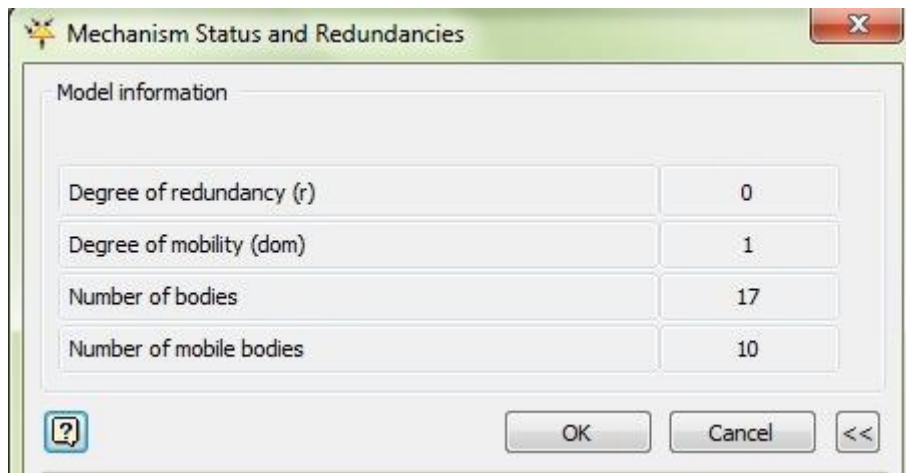 Mechanism Status and Redundancies
Model information
Degree of redundancy (r) 0
Degree of mobility (dom) 1
Number of bodies 17
Number of mobile bodies 10
? OK Cancel <<